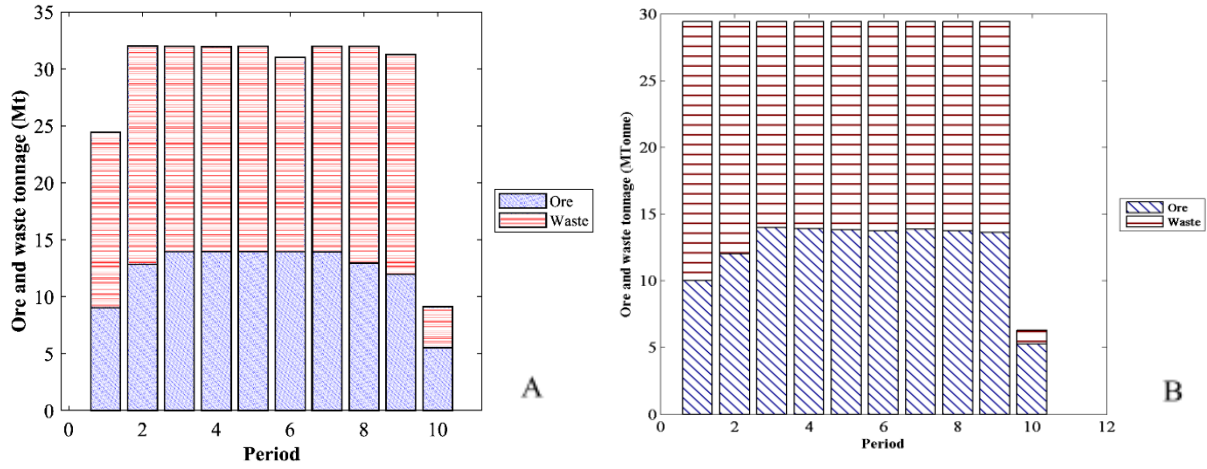 35
30
25
20
15
10
5
0
Ore and waste tonnage (Mt)
0 2 4 6 8 10
Period
Ore
Waste
A
30
25
20
15
10
5
0
Ore and waste tonnage (MTonne)
0 2 4 6 8 10 12
Period
Ore
Waste
B